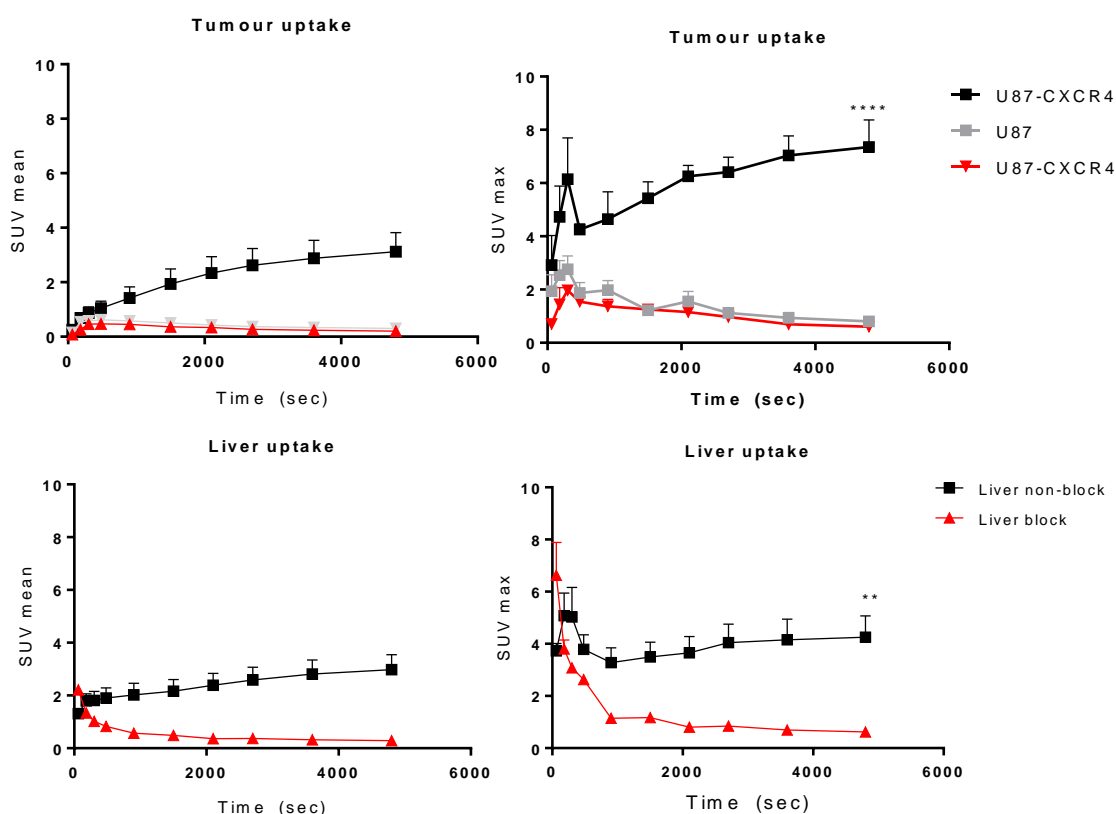 Tumour uptake
10
8
6
4
2
0
SUV mean
0 2000 4000 6000
Time (sec)
Tumour uptake
10
8
6
4
2
0
SUV max
****
0 2000 4000 6000
Time (sec)
U87-CXCR4
U87
U87-CXCR4
Liver uptake
10
8
6
4
2
0
SUV mean
0 2000 4000 6000
Time (sec)
Liver uptake
10
8
6
4
2
0
SUV max
**
0 2000 4000 6000
Time (sec)
Liver non-block
Liver block